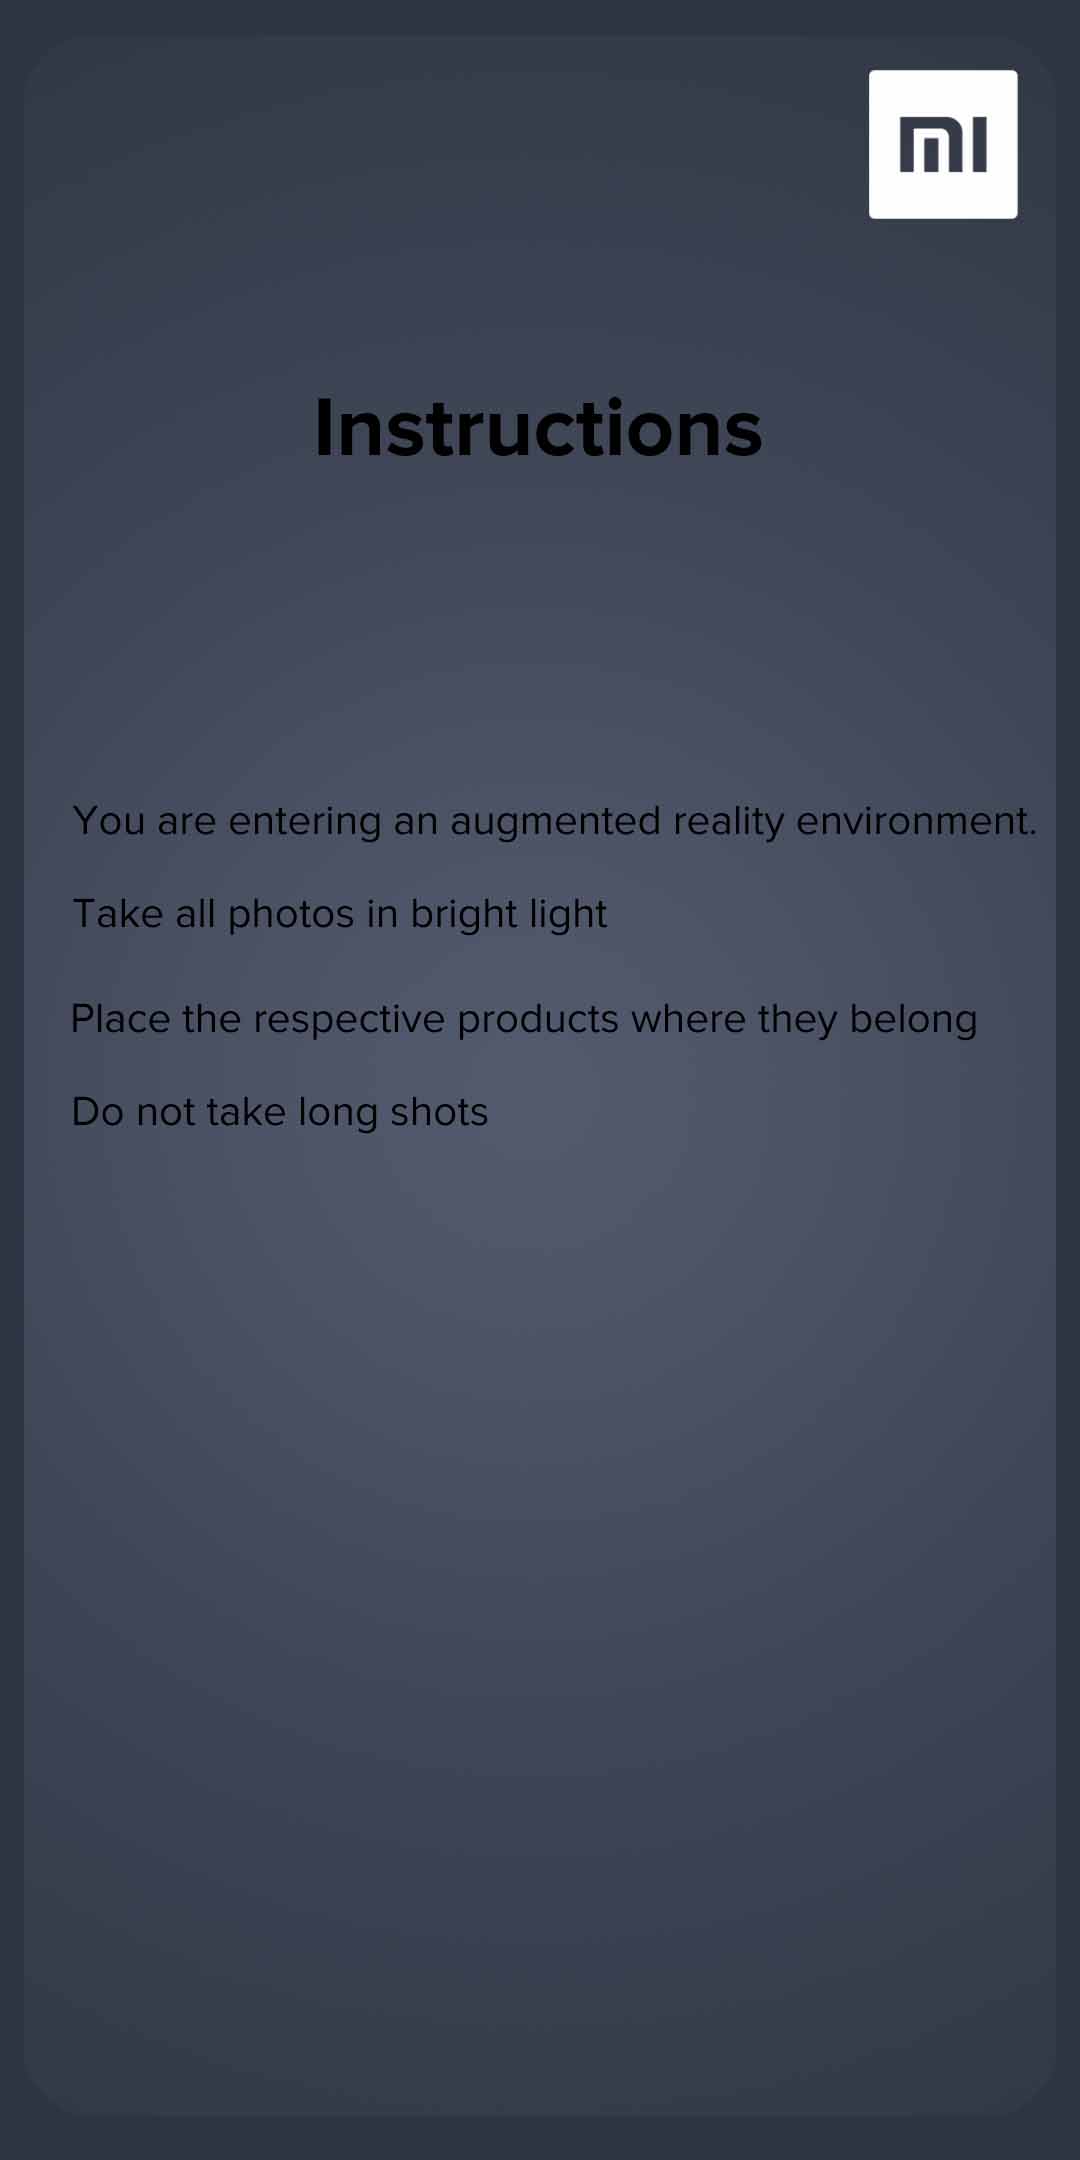 mi
Instructions
You are entering an augmented reality environment.
Take all photos in bright light
Place the respective products where they belong
Do not take long shots